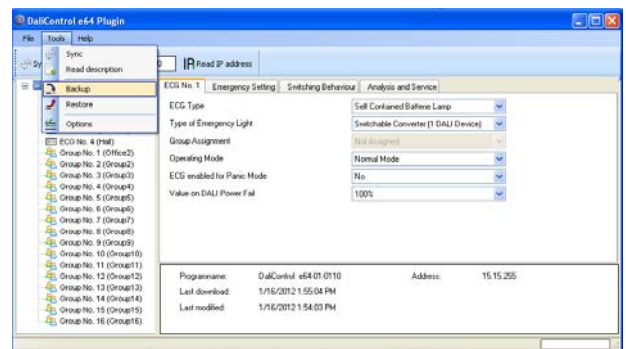 DaliControl e64 Plugin
File Tools Help
Sync
Read description
Backup
Restore
Options
Read IP address
ECG No. 1 Emergency Setting Switching Behaviour Analysis and Service
ECG Type Self Contained Batterie Lamp
Type of Emergency Light Switchable Converter (1 DALI Device)
Group Assignment Not Assigned
Operating Mode Normal Mode
ECG enabled for Panic Mode No
Value on DALI Power Fail 100%
ECG No. 4 (Hall)
Group No. 1 (Office2)
Group No. 2 (Group2)
Group No. 3 (Group3)
Group No. 4 (Group4)
Group No. 5 (Group5)
Group No. 6 (Group6)
Group No. 7 (Group7)
Group No. 8 (Group8)
Group No. 9 (Group9)
Group No. 10 (Group10)
Group No. 11 (Group11)
Group No. 12 (Group12)
Group No. 13 (Group13)
Group No. 14 (Group14)
Group No. 15 (Group15)
Group No. 16 (Group16)
Programname: DaliControl e64-01-0110 Address: 15.15.255
Last download: 1/16/2012 1:55:04 PM
Last modified: 1/16/2012 1:54:03 PM